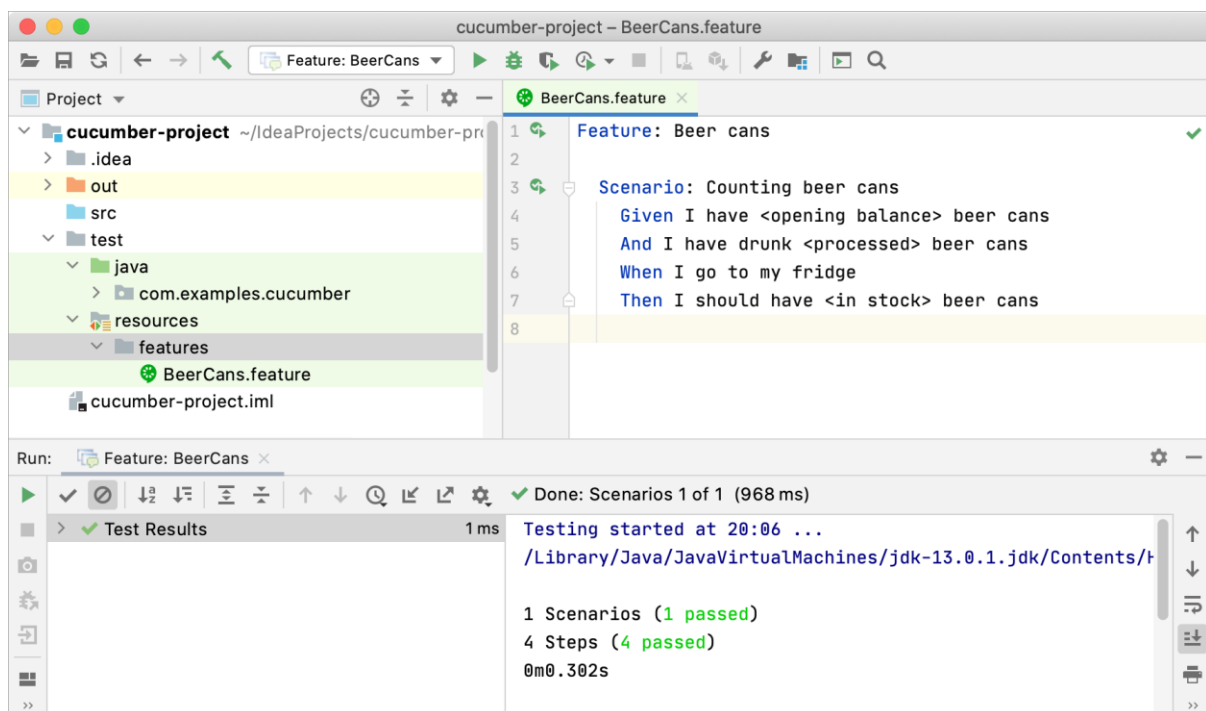 cucumber-project – BeerCans.feature
Feature: BeerCans
Project
BeerCans.feature
cucumber-project ~/IdeaProjects/cucumber-pro
.idea
out
src
test
java
com.examples.cucumber
resources
features
BeerCans.feature
cucumber-project.iml
1 Feature: Beer cans
2
3 Scenario: Counting beer cans
4 Given I have <opening balance> beer cans
5 And I have drunk <processed> beer cans
6 When I go to my fridge
7 Then I should have <in stock> beer cans
8
Run: Feature: BeerCans
Done: Scenarios 1 of 1 (968 ms)
Test Results 1 ms
Testing started at 20:06 ...
/Library/Java/JavaVirtualMachines/jdk-13.0.1.jdk/Contents/H
1 Scenarios (1 passed)
4 Steps (4 passed)
0m0.302s